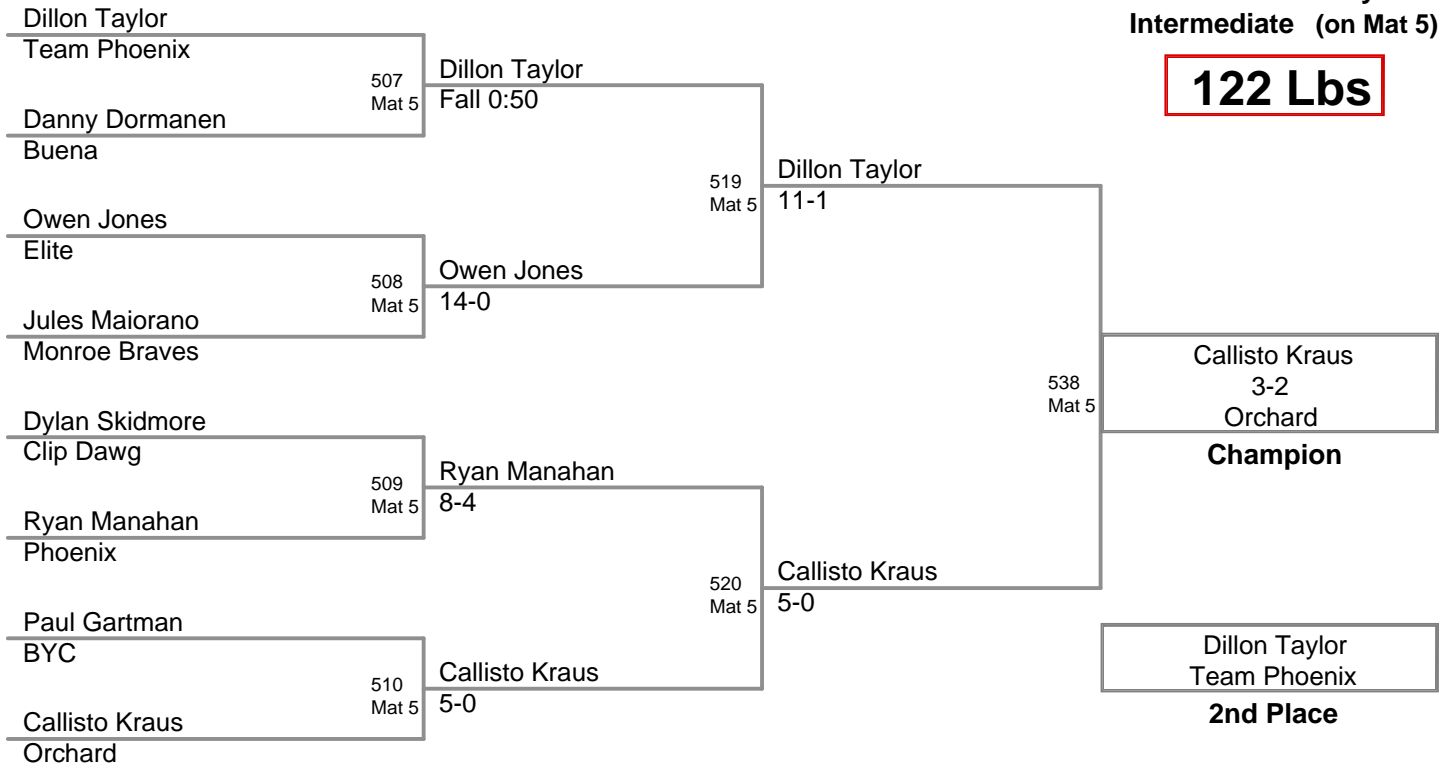 Intermediate (on Mat 5)
122 Lbs
Dillon Taylor
Team Phoenix
507
Mat 5
Danny Dormanen
Buena
Dillon Taylor
Fall 0:50
Owen Jones
Elite
508
Mat 5
Jules Maiorano
Monroe Braves
Owen Jones
14-0
519
Mat 5
Dillon Taylor
11-1
Dylan Skidmore
Clip Dawg
509
Mat 5
Ryan Manahan
Phoenix
Ryan Manahan
8-4
Paul Gartman
BYC
510
Mat 5
Callisto Kraus
Orchard
Callisto Kraus
5-0
520
Mat 5
Callisto Kraus
5-0
538
Mat 5
Callisto Kraus
3-2
Orchard
Champion
Dillon Taylor
Team Phoenix
2nd Place